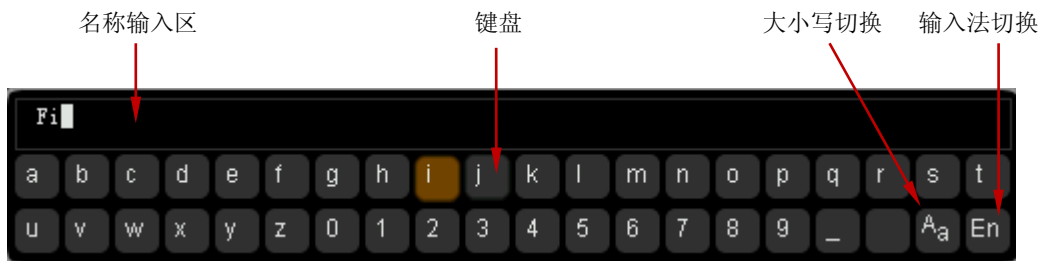 名称输入区 键盘 大小写切换 输入法切换
Fi
a b c d e f g h i j k l m n o p q r s t
u v w x y z 0 1 2 3 4 5 6 7 8 9 _ Aa En